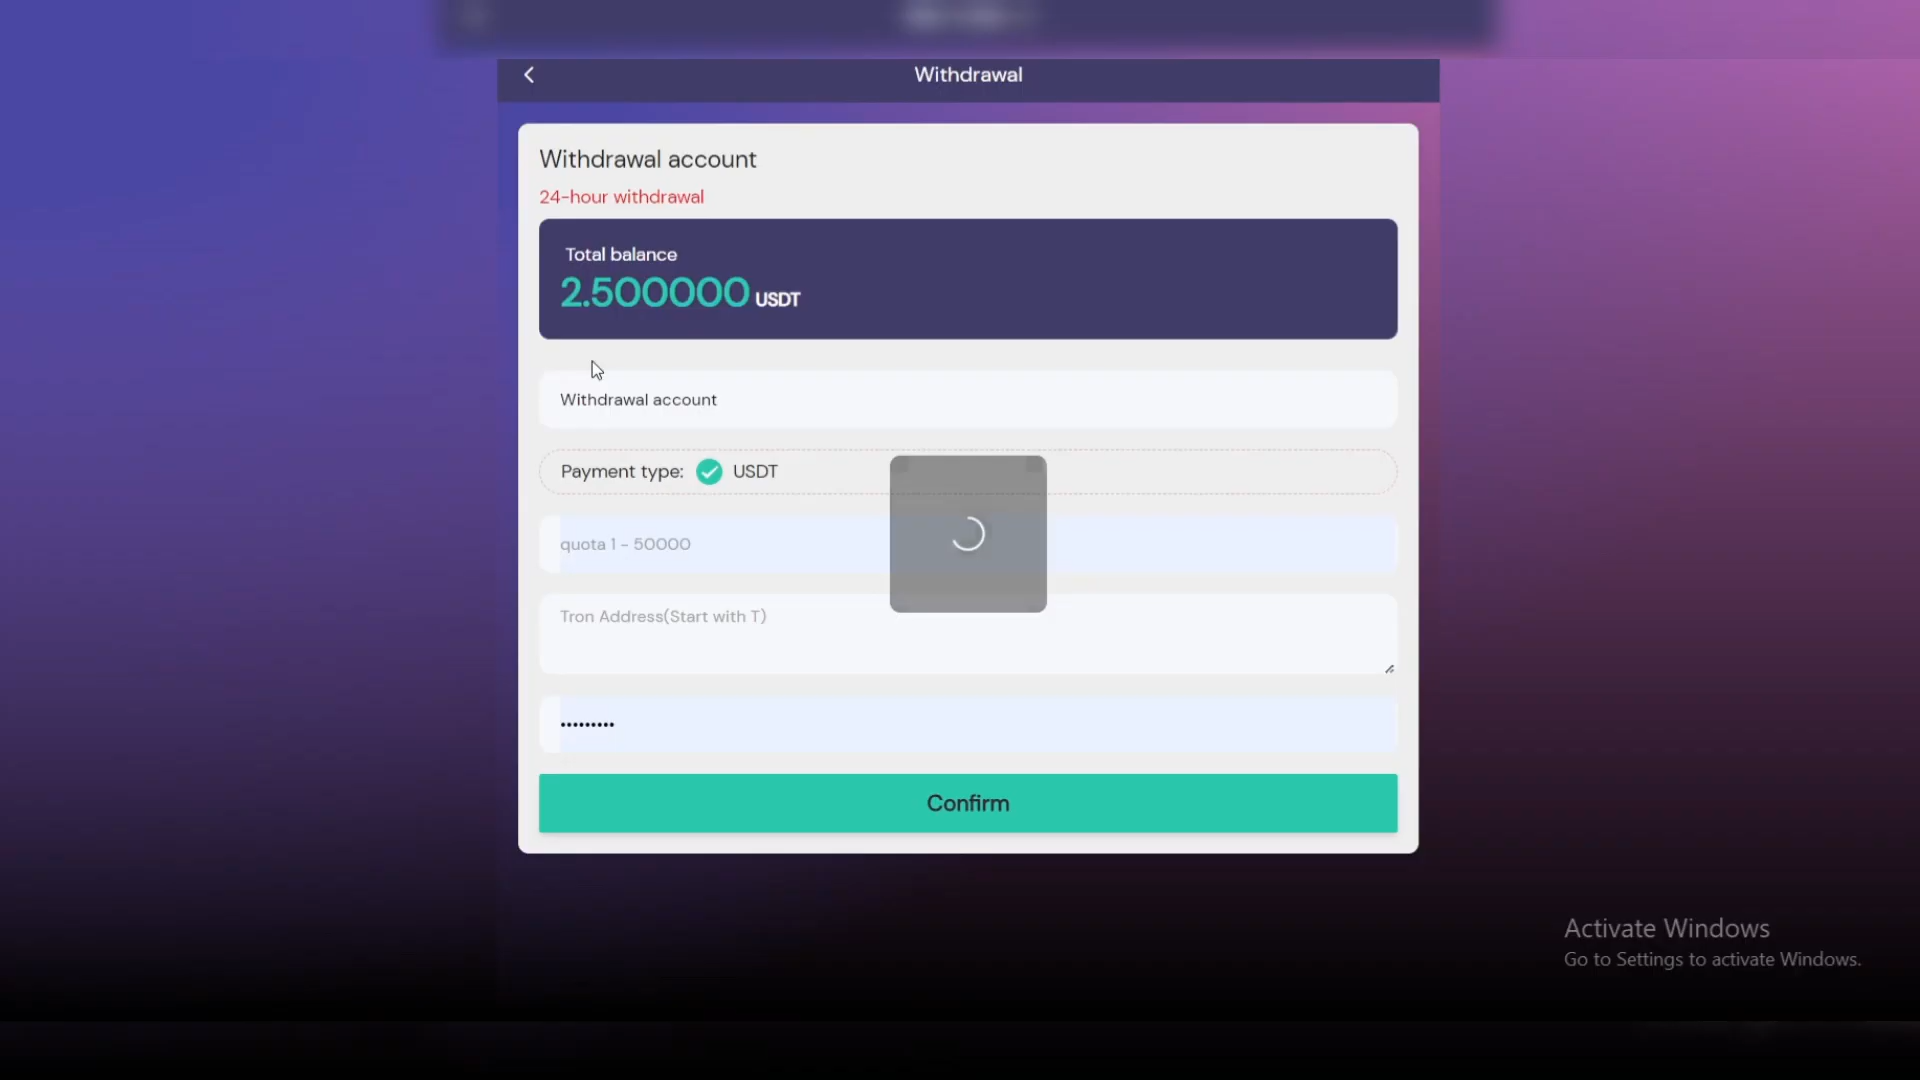 Withdrawal
Withdrawal account
24-hour withdrawal
Total balance
2.500000 USDT
Withdrawal account
Payment type: USDT
quota 1 - 50000
Tron Address(Start with T)
•••••••••
Confirm
Activate Windows
Go to Settings to activate Windows.